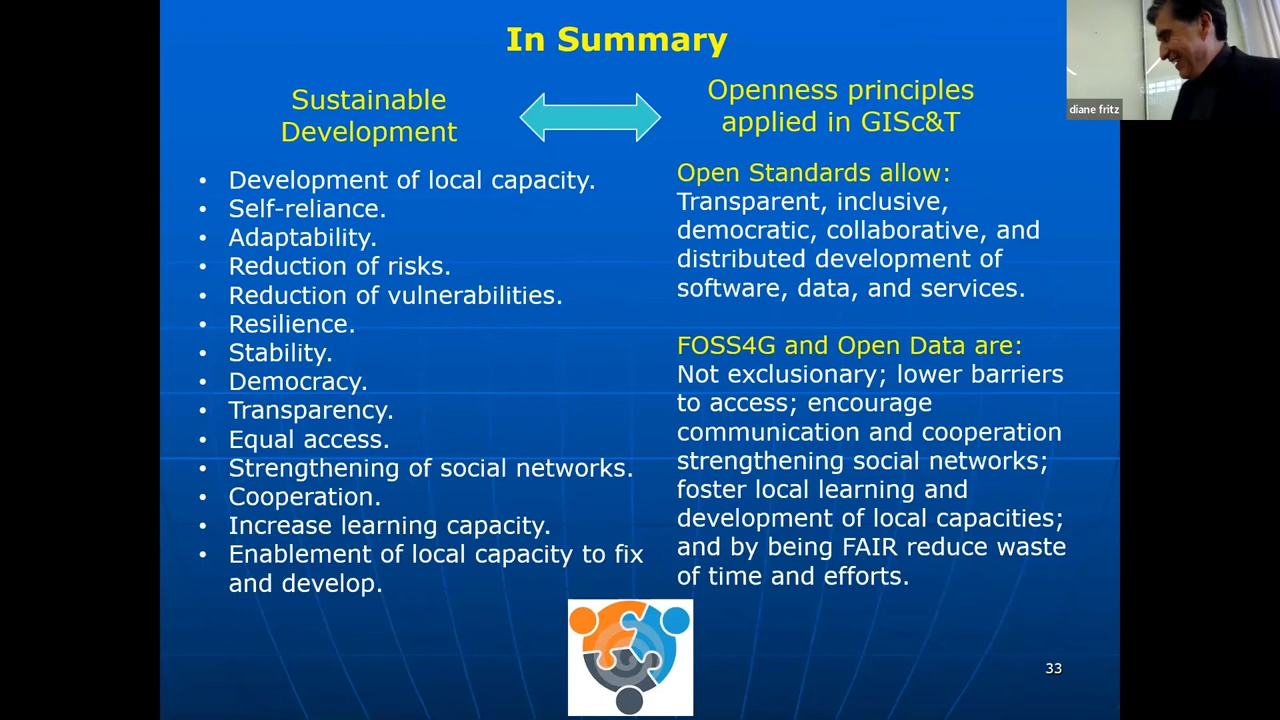 In Summary
Sustainable
Development
Openness principles
applied in GISc&T
• Development of local capacity.
• Self-reliance.
• Adaptability.
• Reduction of risks.
• Reduction of vulnerabilities.
• Resilience.
• Stability.
• Democracy.
• Transparency.
• Equal access.
• Strengthening of social networks.
• Cooperation.
• Increase learning capacity.
• Enablement of local capacity to fix
and develop.
Open Standards allow:
Transparent, inclusive,
democratic, collaborative, and
distributed development of
software, data, and services.
FOSS4G and Open Data are:
Not exclusionary; lower barriers
to access; encourage
communication and cooperation
strengthening social networks;
foster local learning and
development of local capacities;
and by being FAIR reduce waste
of time and efforts.
33
diane fritz